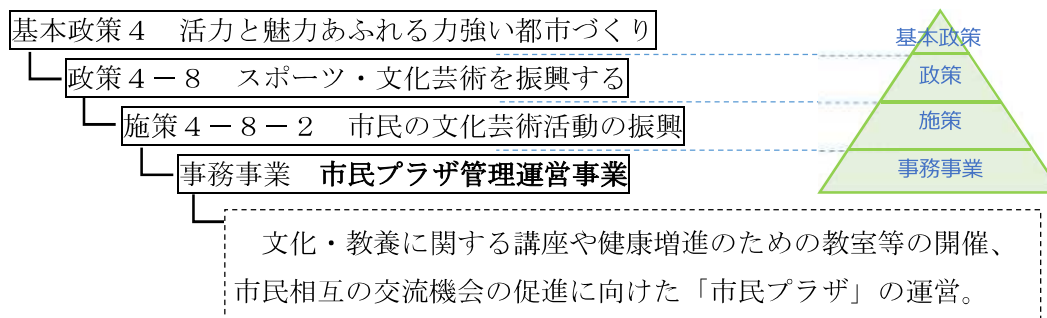 基本政策４　活力と魅力あふれる力強い都市づくり
政策４－８　スポーツ・文化芸術を振興する
施策４－８－２　市民の文化芸術活動の振興
事務事業　市民プラザ管理運営事業
文化・教養に関する講座や健康増進のための教室等の開催、
市民相互の交流機会の促進に向けた「市民プラザ」の運営。
基本政策
政策
施策
事務事業